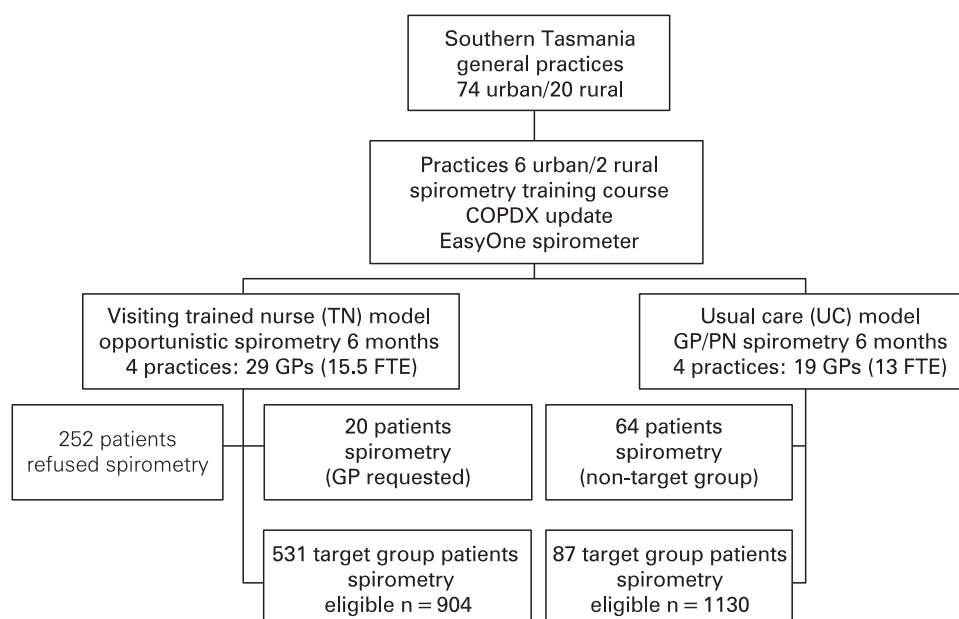 Southern Tasmania
general practices
74 urban/20 rural
Practices 6 urban/2 rural
spirometry training course
COPDX update
EasyOne spirometer
Visiting trained nurse (TN) model
opportunistic spirometry 6 months
4 practices: 29 GPs (15.5 FTE)
Usual care (UC) model
GP/PN spirometry 6 months
4 practices: 19 GPs (13 FTE)
252 patients
refused spirometry
20 patients
spirometry
(GP requested)
64 patients
spirometry
(non-target group)
531 target group patients
spirometry
eligible n = 904
87 target group patients
spirometry
eligible n = 1130